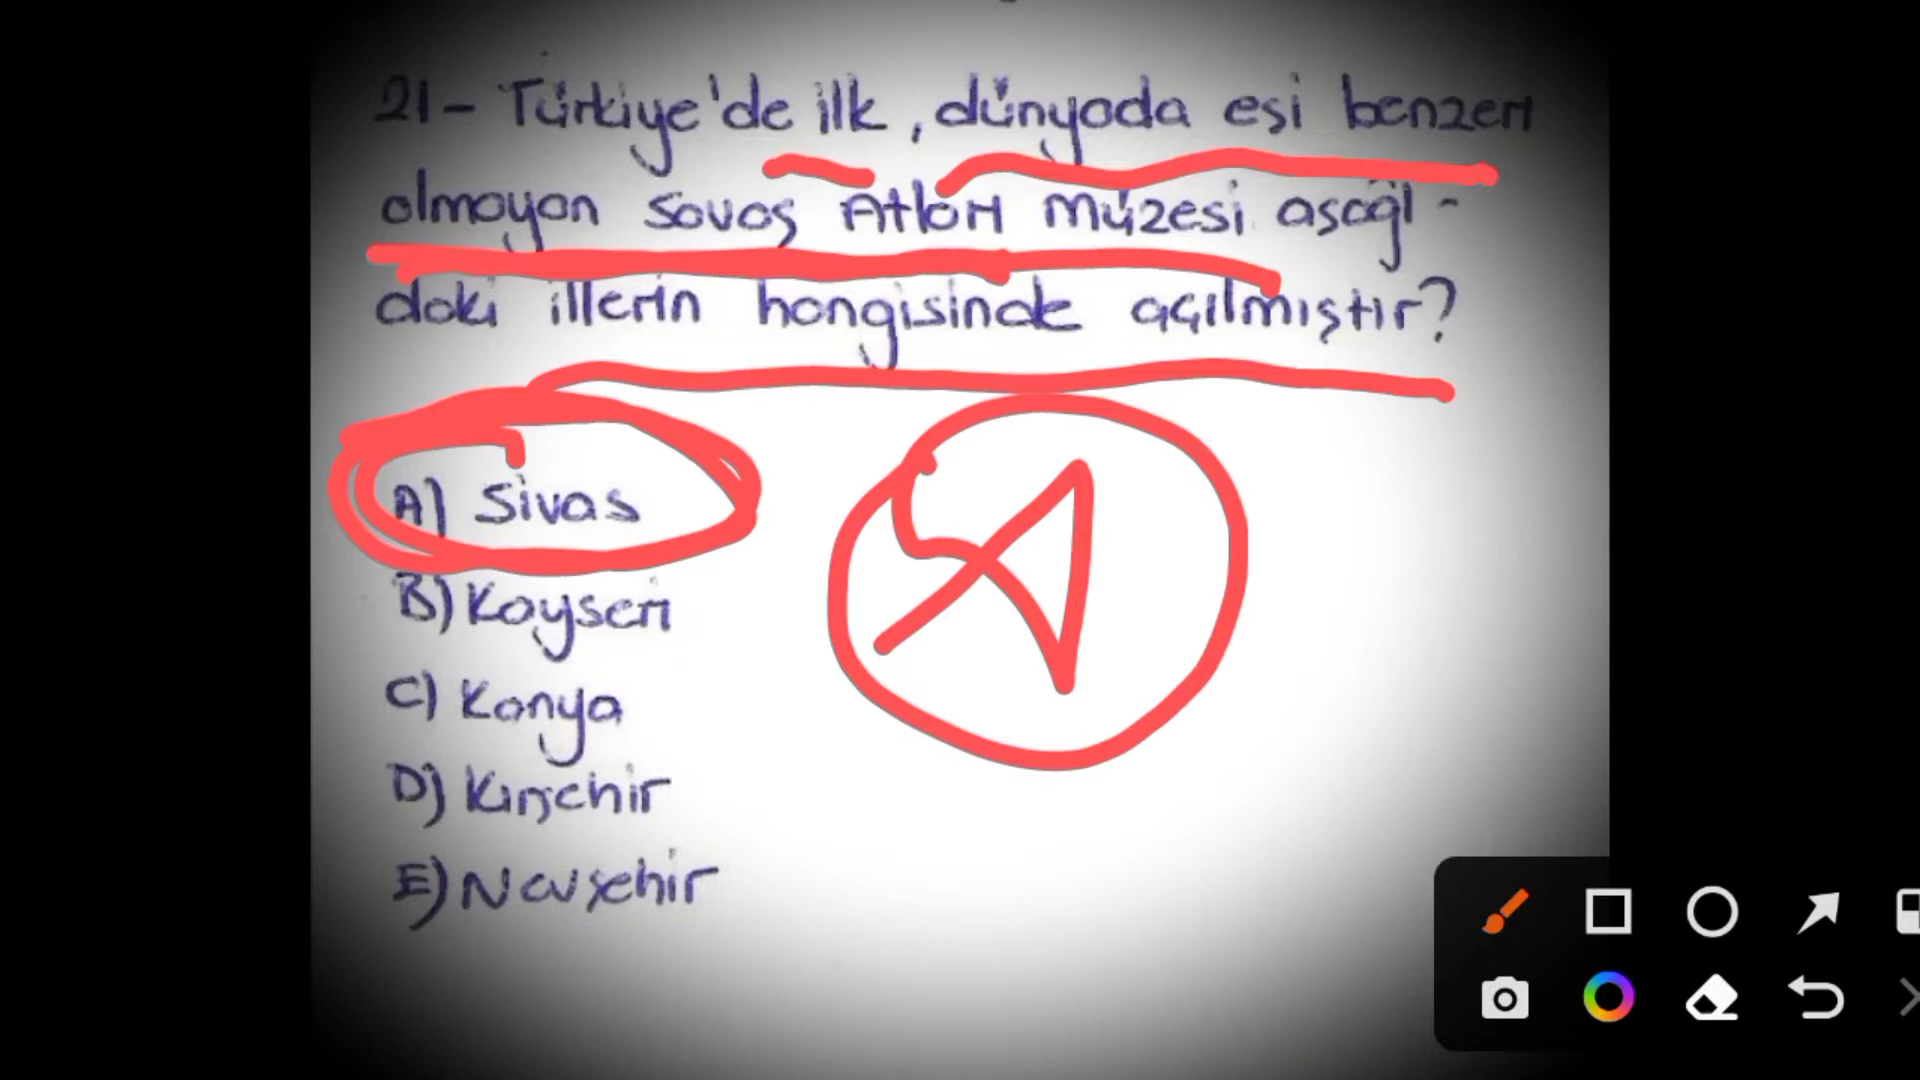 21- Türkiye'de ilk, dünyada eşi benzeri
olmayan Savaş Atları Müzesi aşağı-
daki illerin hangisinde açılmıştır?
A) Sivas
B) Kayseri
C) Konya
D) Kırşehir
E) Nevşehir
A